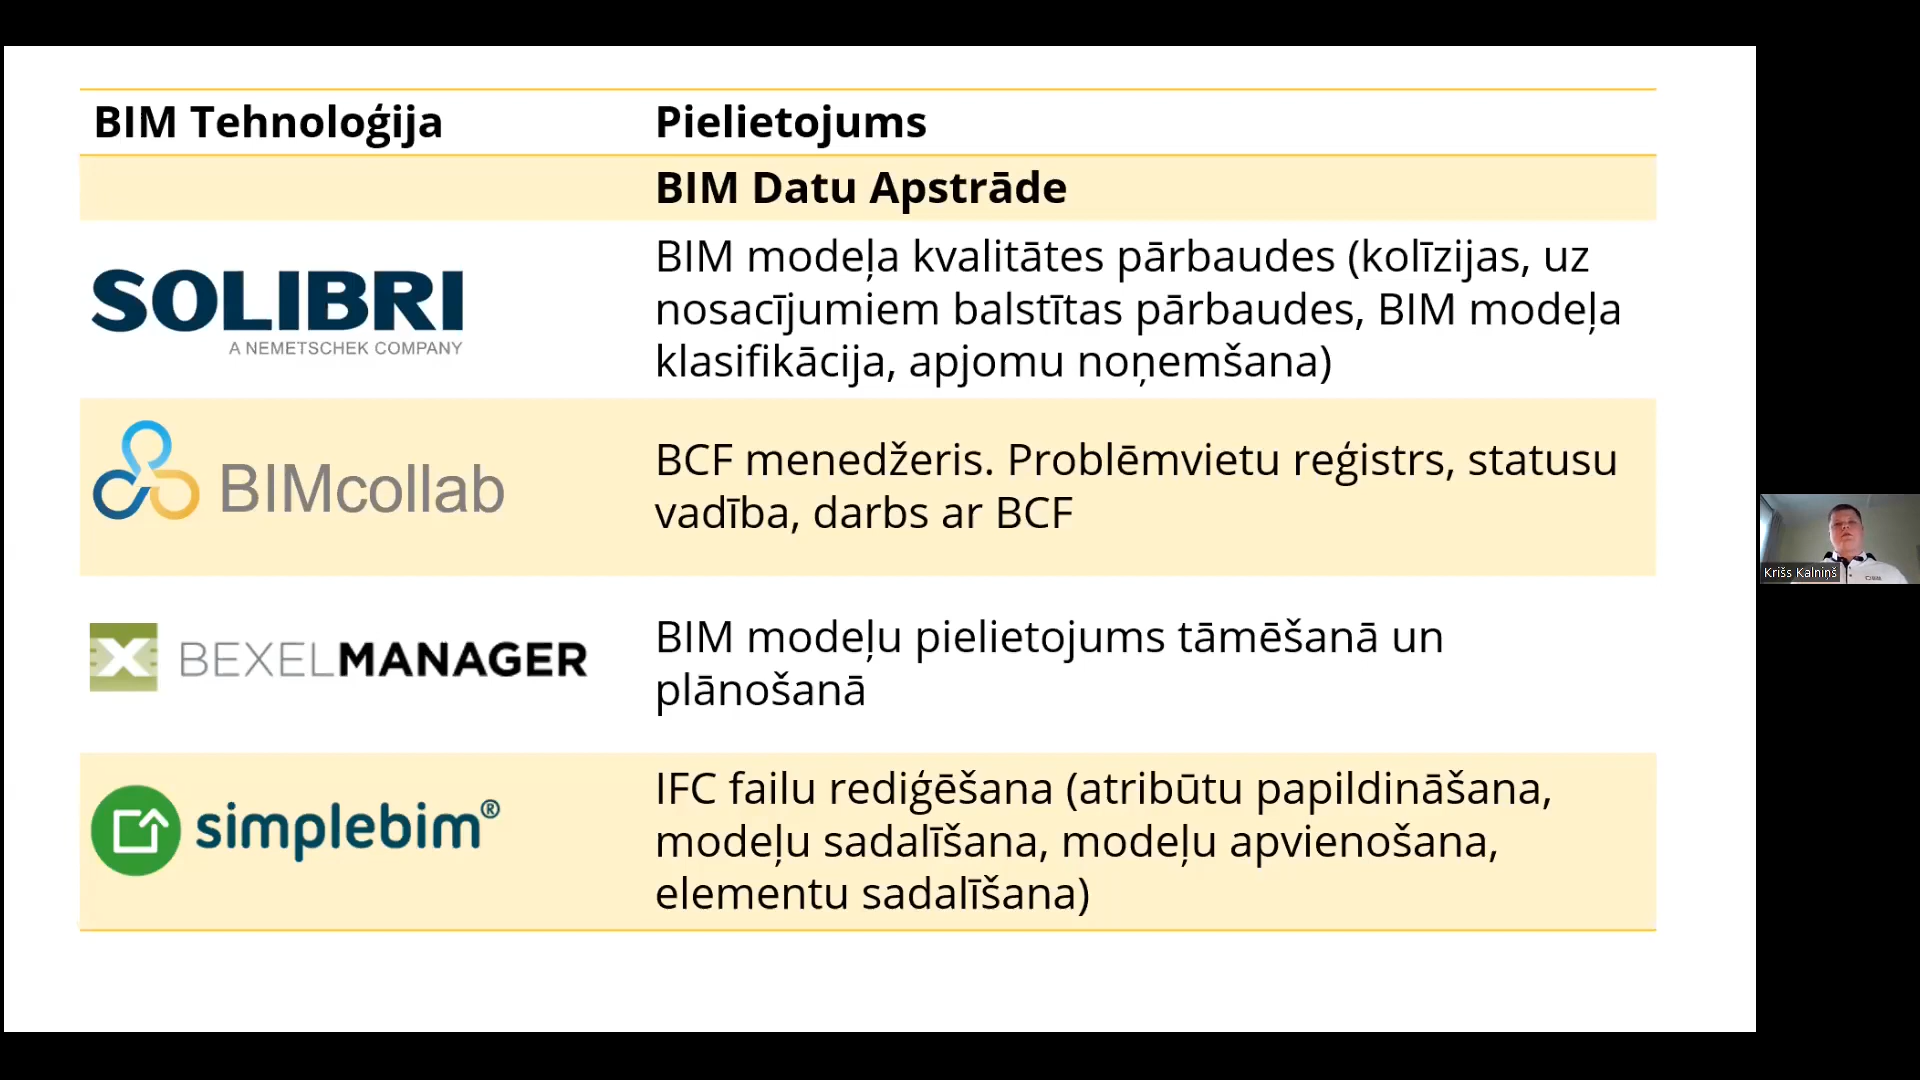 BIM Tehnoloģija
Pielietojums
BIM Datu Apstrāde
SOLIBRI
A NEMETSCHEK COMPANY
BIM modeļa kvalitātes pārbaudes (kolīzijas, uz
nosacījumiem balstītas pārbaudes, BIM modeļa
klasifikācija, apjomu noņemšana)
BIMcollab
BCF menedžeris. Problēmvietu reģistrs, statusu
vadība, darbs ar BCF
BEXELMANAGER
BIM modeļu pielietojums tāmēšanā un
plānošanā
simplebim®
IFC failu rediģēšana (atribūtu papildināšana,
modeļu sadalīšana, modeļu apvienošana,
elementu sadalīšana)
Krišs Kalniņš